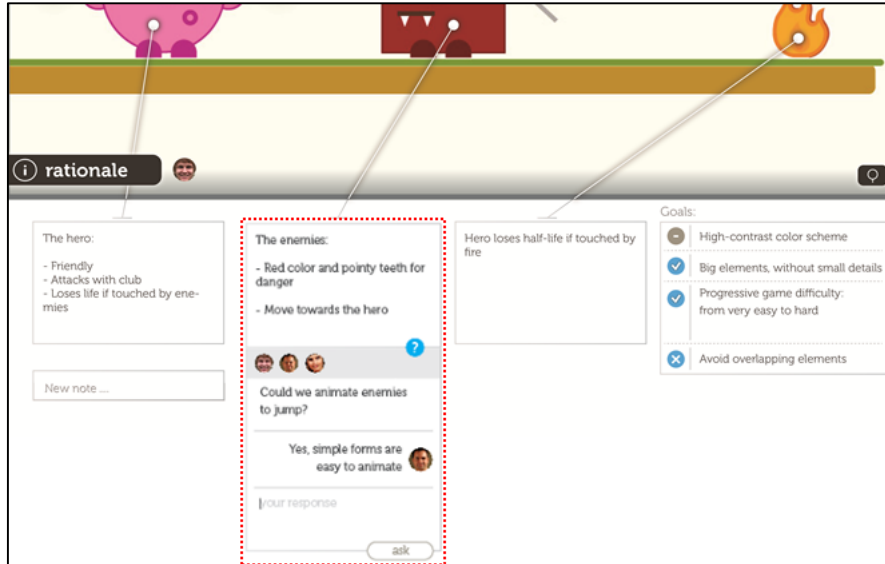 rationale
The hero:
- Friendly
- Attacks with club
- Loses life if touched by ene-
mies
New note ....
The enemies:
- Red color and pointy teeth for
danger
- Move towards the hero
?
Could we animate enemies
to jump?
Yes, simple forms are
easy to animate
your response
ask
Hero loses half-life if touched by
fire
Goals:
High-contrast color scheme
Big elements, without small details
Progressive game difficulty:
from very easy to hard
Avoid overlapping elements